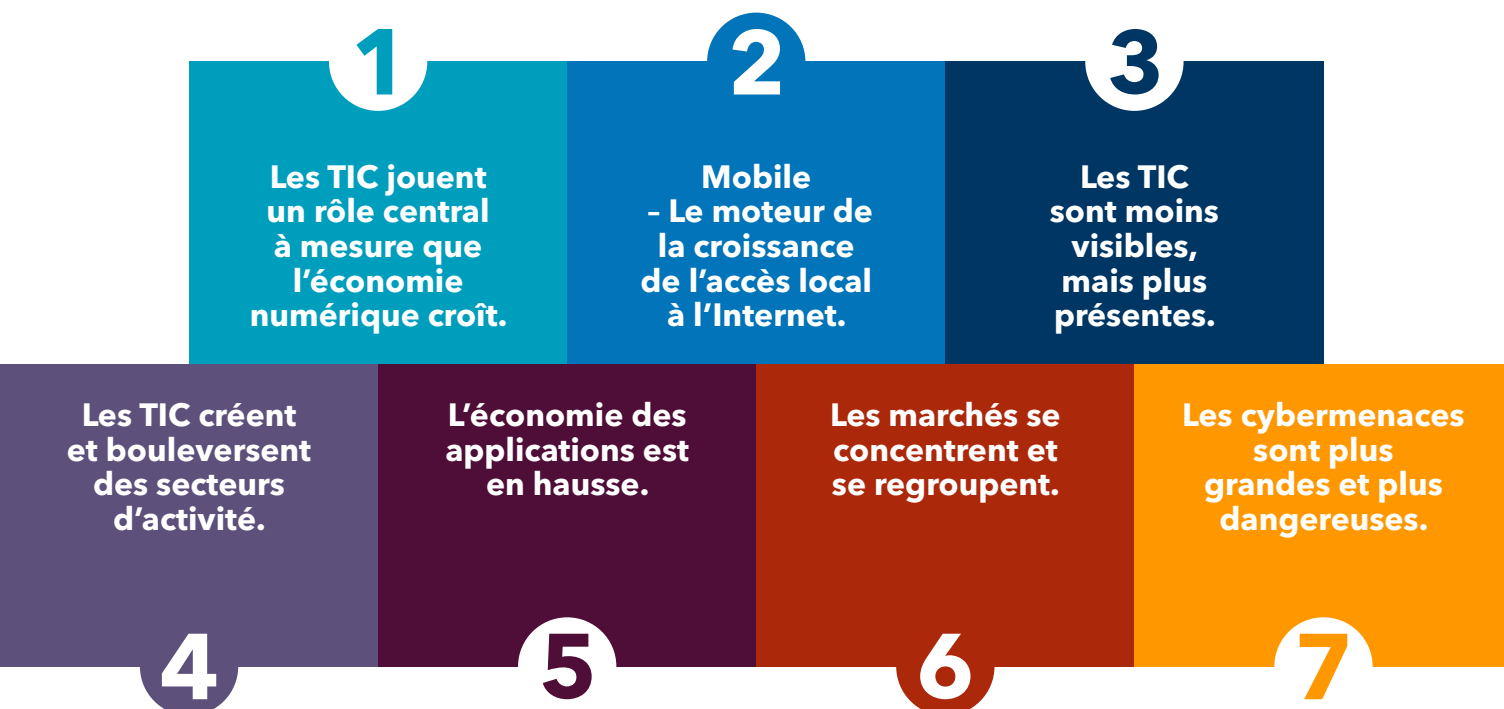 1
Les TIC jouent
un rôle central
à mesure que
l’économie
numérique croît.
2
Mobile
– Le moteur de
la croissance
de l’accès local
à l’Internet.
3
Les TIC
sont moins
visibles,
mais plus
présentes.
Les TIC créent
et bouleversent
des secteurs
d’activité.
4
L’économie des
applications est
en hausse.
5
Les marchés se
concentrent et
se regroupent.
6
Les cybermenaces
sont plus
grandes et plus
dangereuses.
7